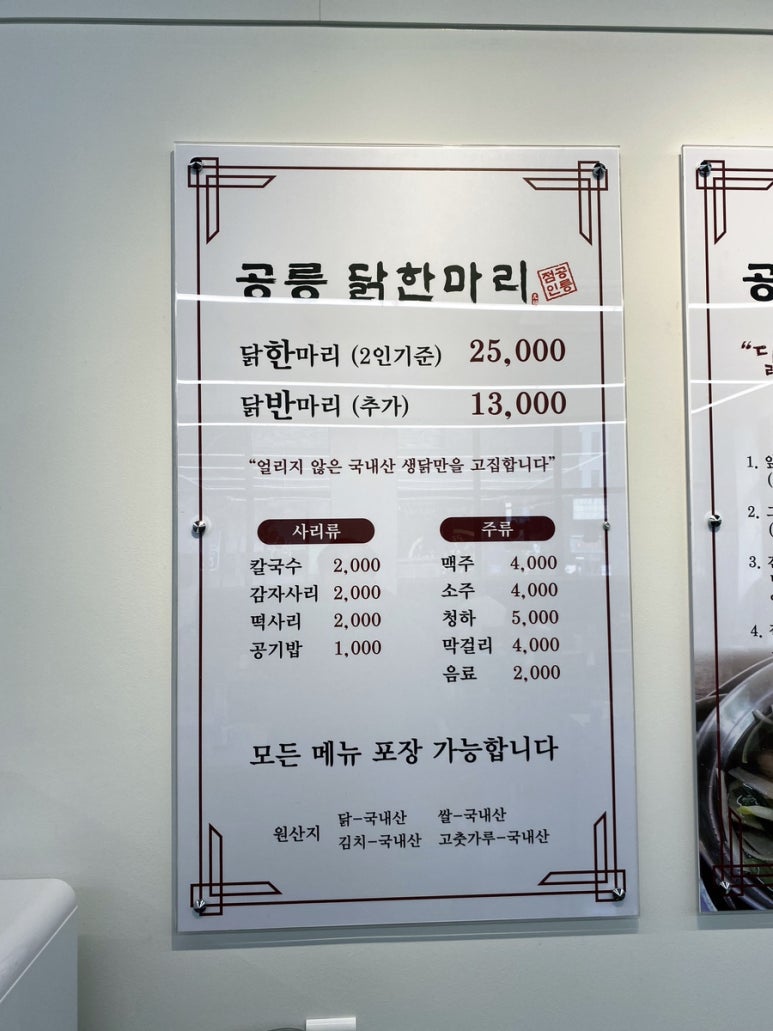 공릉 닭한마리
공릉
점인
닭한마리 (2인기준) 25,000
닭반마리 (추가) 13,000
“얼리지 않은 국내산 생닭만을 고집합니다”
사리류
칼국수 2,000
감자사리 2,000
떡사리 2,000
공기밥 1,000
주류
맥주 4,000
소주 4,000
청하 5,000
막걸리 4,000
음료 2,000
모든 메뉴 포장 가능합니다
원산지
닭-국내산 쌀-국내산
김치-국내산 고춧가루-국내산
공
1.
2.
3.
4.